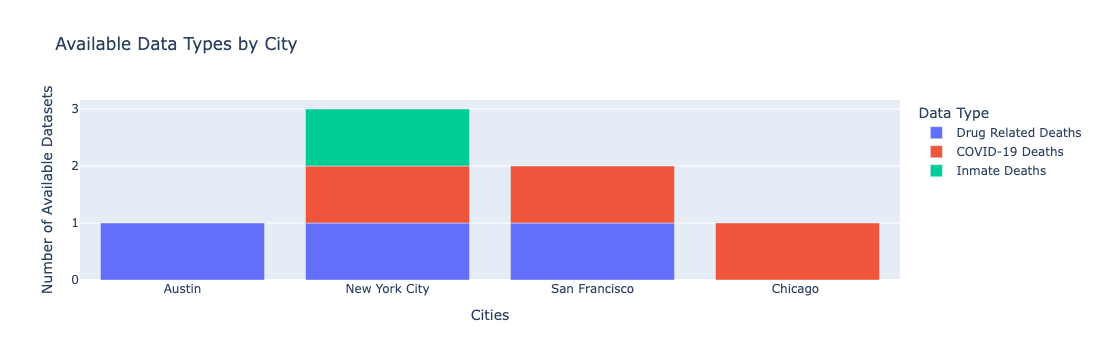 Available Data Types by City
Number of Available Datasets
3
2
1
0
Austin
New York City
San Francisco
Chicago
Cities
Data Type
Drug Related Deaths
COVID-19 Deaths
Inmate Deaths